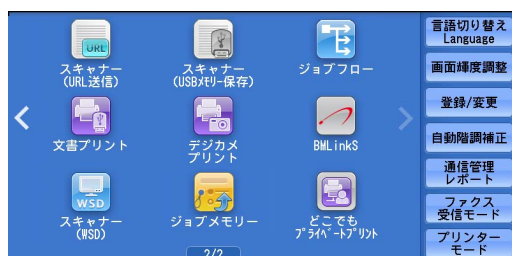 URL
スキャナー
(URL送信)
スキャナー
(USBﾒﾓﾘｰ保存)
ジョブフロー
文書プリント
デジカメ
プリント
BMLinkS
WSD
スキャナー
(WSD)
ジョブメモリー
どこでも
ﾌﾟﾗｲﾍﾞｰﾄﾌﾟﾘﾝﾄ
2/2
言語切り替え
Language
画面輝度調整
登録/変更
自動階調補正
通信管理
レポート
ファクス
受信モード
プリンター
モード